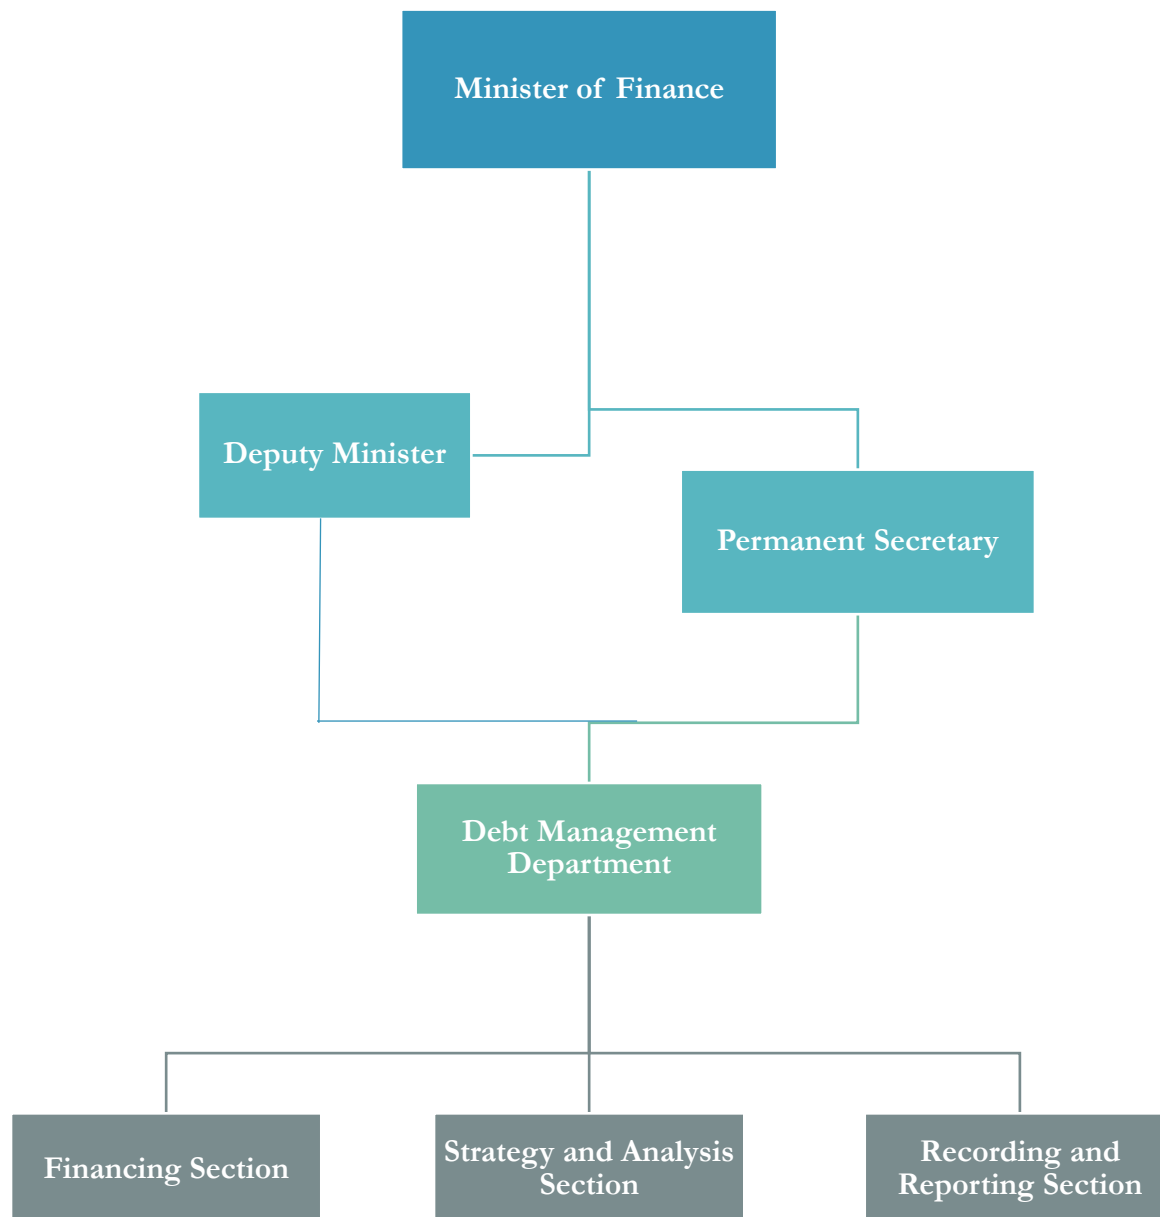 Minister of Finance
Deputy Minister
Permanent Secretary
Debt Management
Department
Financing Section
Strategy and Analysis
Section
Recording and
Reporting Section